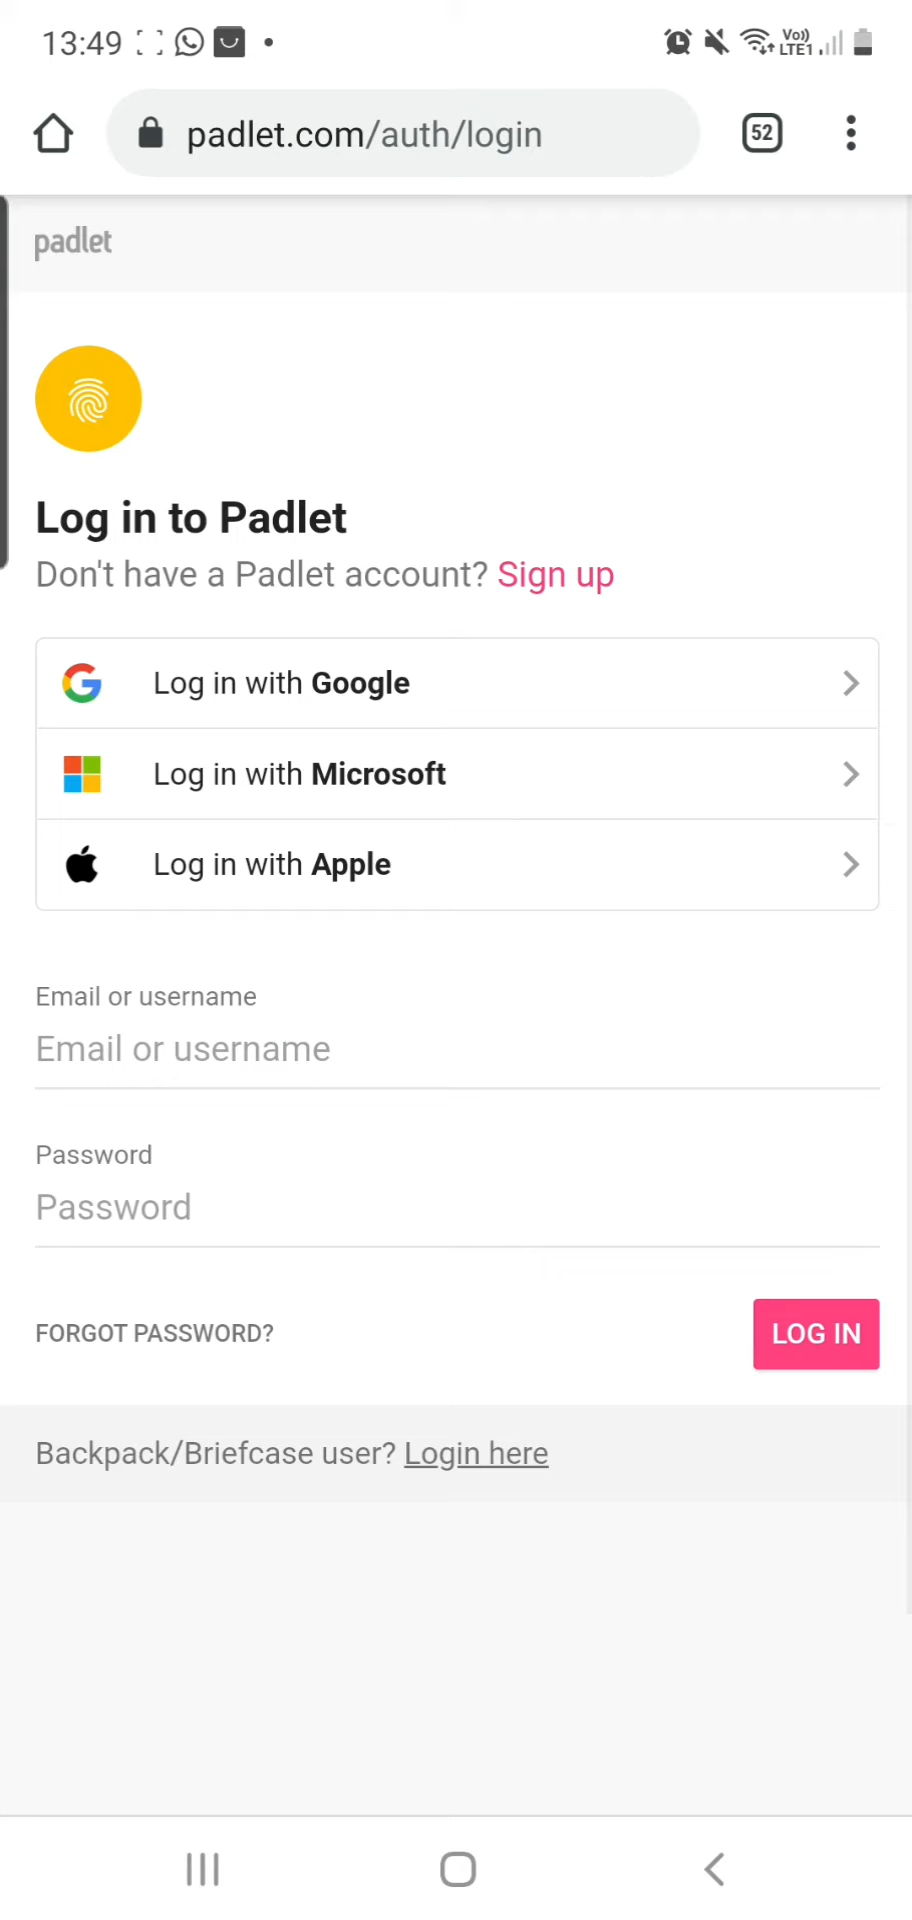 13:49
Vo))
LTE1
padlet.com/auth/login
52
padlet
Log in to Padlet
Don't have a Padlet account? Sign up
Log in with Google
Log in with Microsoft
Log in with Apple
Email or username
Email or username
Password
Password
FORGOT PASSWORD?
LOG IN
Backpack/Briefcase user? Login here